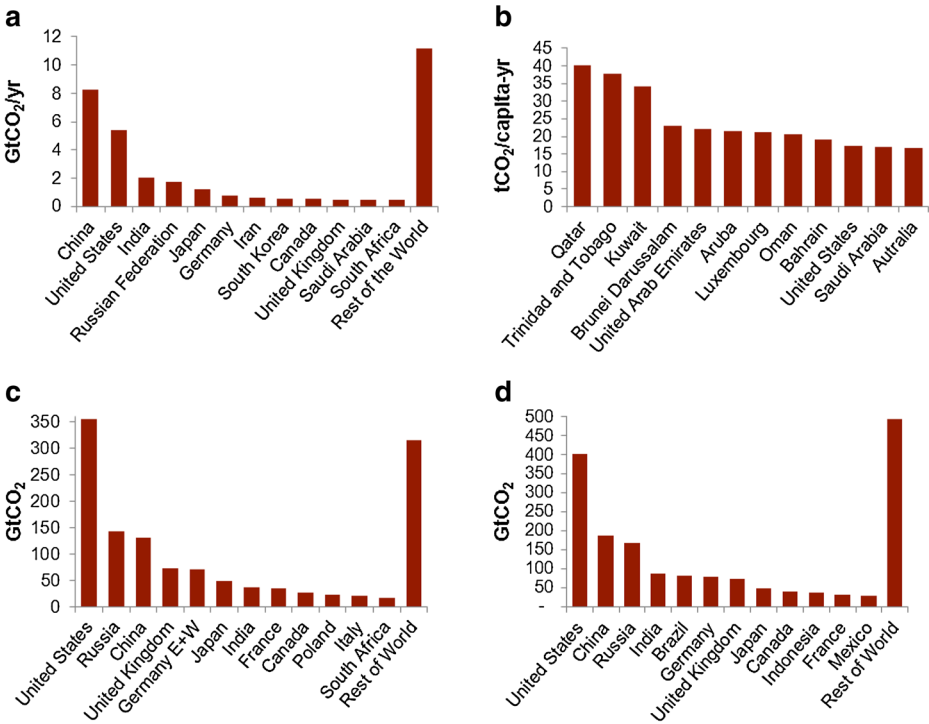 a
GtCO2/yr
12
10
8
6
4
2
0
China
United States
India
Russian Federation
Japan
Germany
Iran
South Korea
Canada
United Kingdom
Saudi Arabia
South Africa
Rest of the World
b
tCO2/capIta-yr
45
40
35
30
25
20
15
10
5
0
Qatar
Trinidad and Tobago
Kuwait
Brunei Darussalam
United Arab Emirates
Aruba
Luxembourg
Oman
Bahrain
United States
Saudi Arabia
Autralia
c
GtCO2
350
300
250
200
150
100
50
0
United States
Russia
China
United Kingdom
Germany E+W
Japan
India
France
Canada
Poland
Italy
South Africa
Rest of World
d
GtCO2
500
450
400
350
300
250
200
150
100
50
-
United States
China
Russia
India
Brazil
Germany
United Kingdom
Japan
Canada
Indonesia
France
Mexico
Rest of World